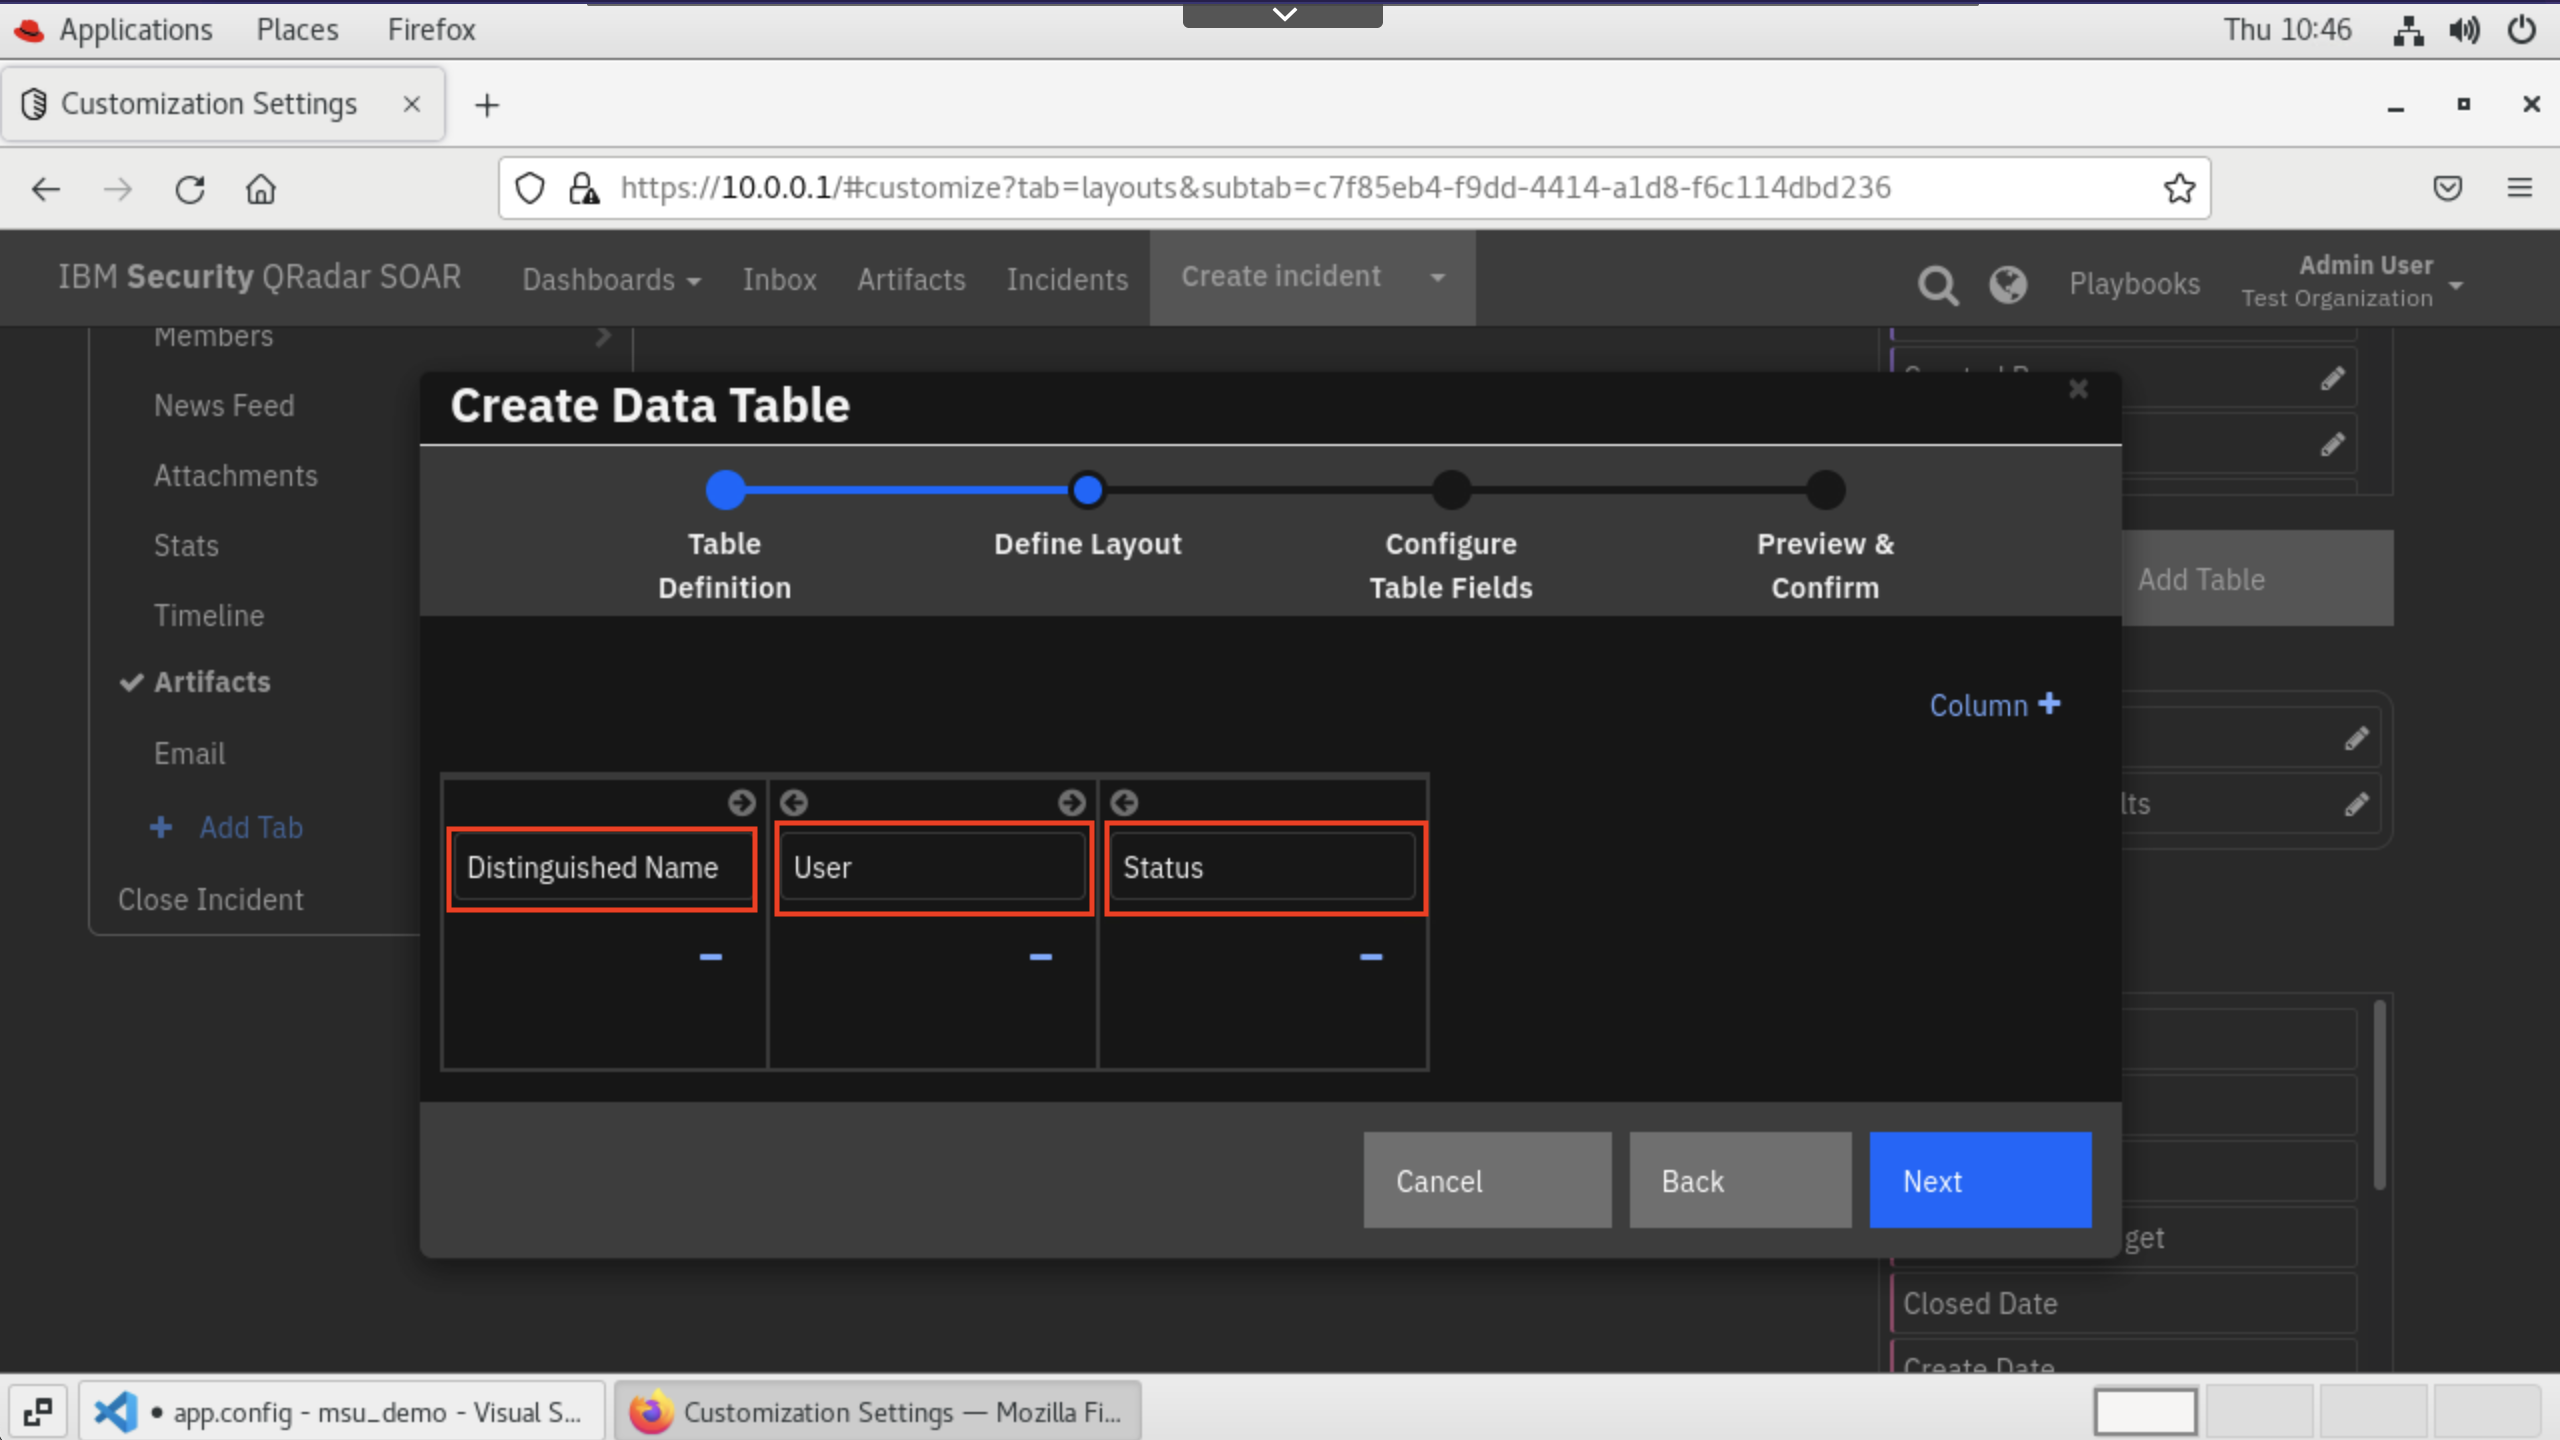 Applications Places Firefox Thu 10:46
Customization Settings
https://10.0.0.1/#customize?tab=layouts&subtab=c7f85eb4-f9dd-4414-a1d8-f6c114dbd236
IBM Security QRadar SOAR Dashboards Inbox Artifacts Incidents Create incident Playbooks Admin User
Test Organization
Members
News Feed
Attachments
Stats
Timeline
Artifacts
Email
Add Tab
Close Incident
Create Data Table
Table Definition
Define Layout
Configure Table Fields
Preview & Confirm
Column
Distinguished Name User Status
Cancel Back Next
Add Table
lts
get
Closed Date
Create Date
app.config - msu_demo - Visual S... Customization Settings — Mozilla Fi...